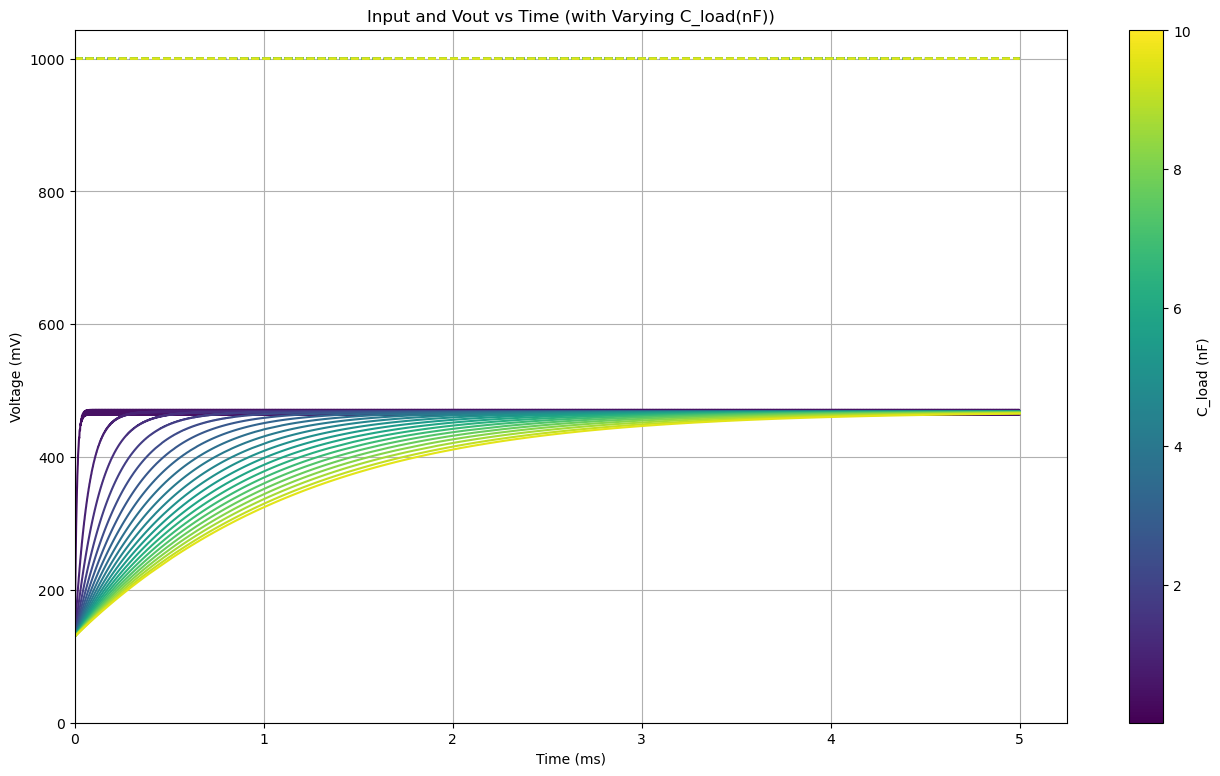 Input and Vout vs Time (with Varying C_load(nF))
Voltage (mV)
1000
800
600
400
200
0
0 1 2 3 4 5
Time (ms)
10
8
6
4
2
C_load (nF)